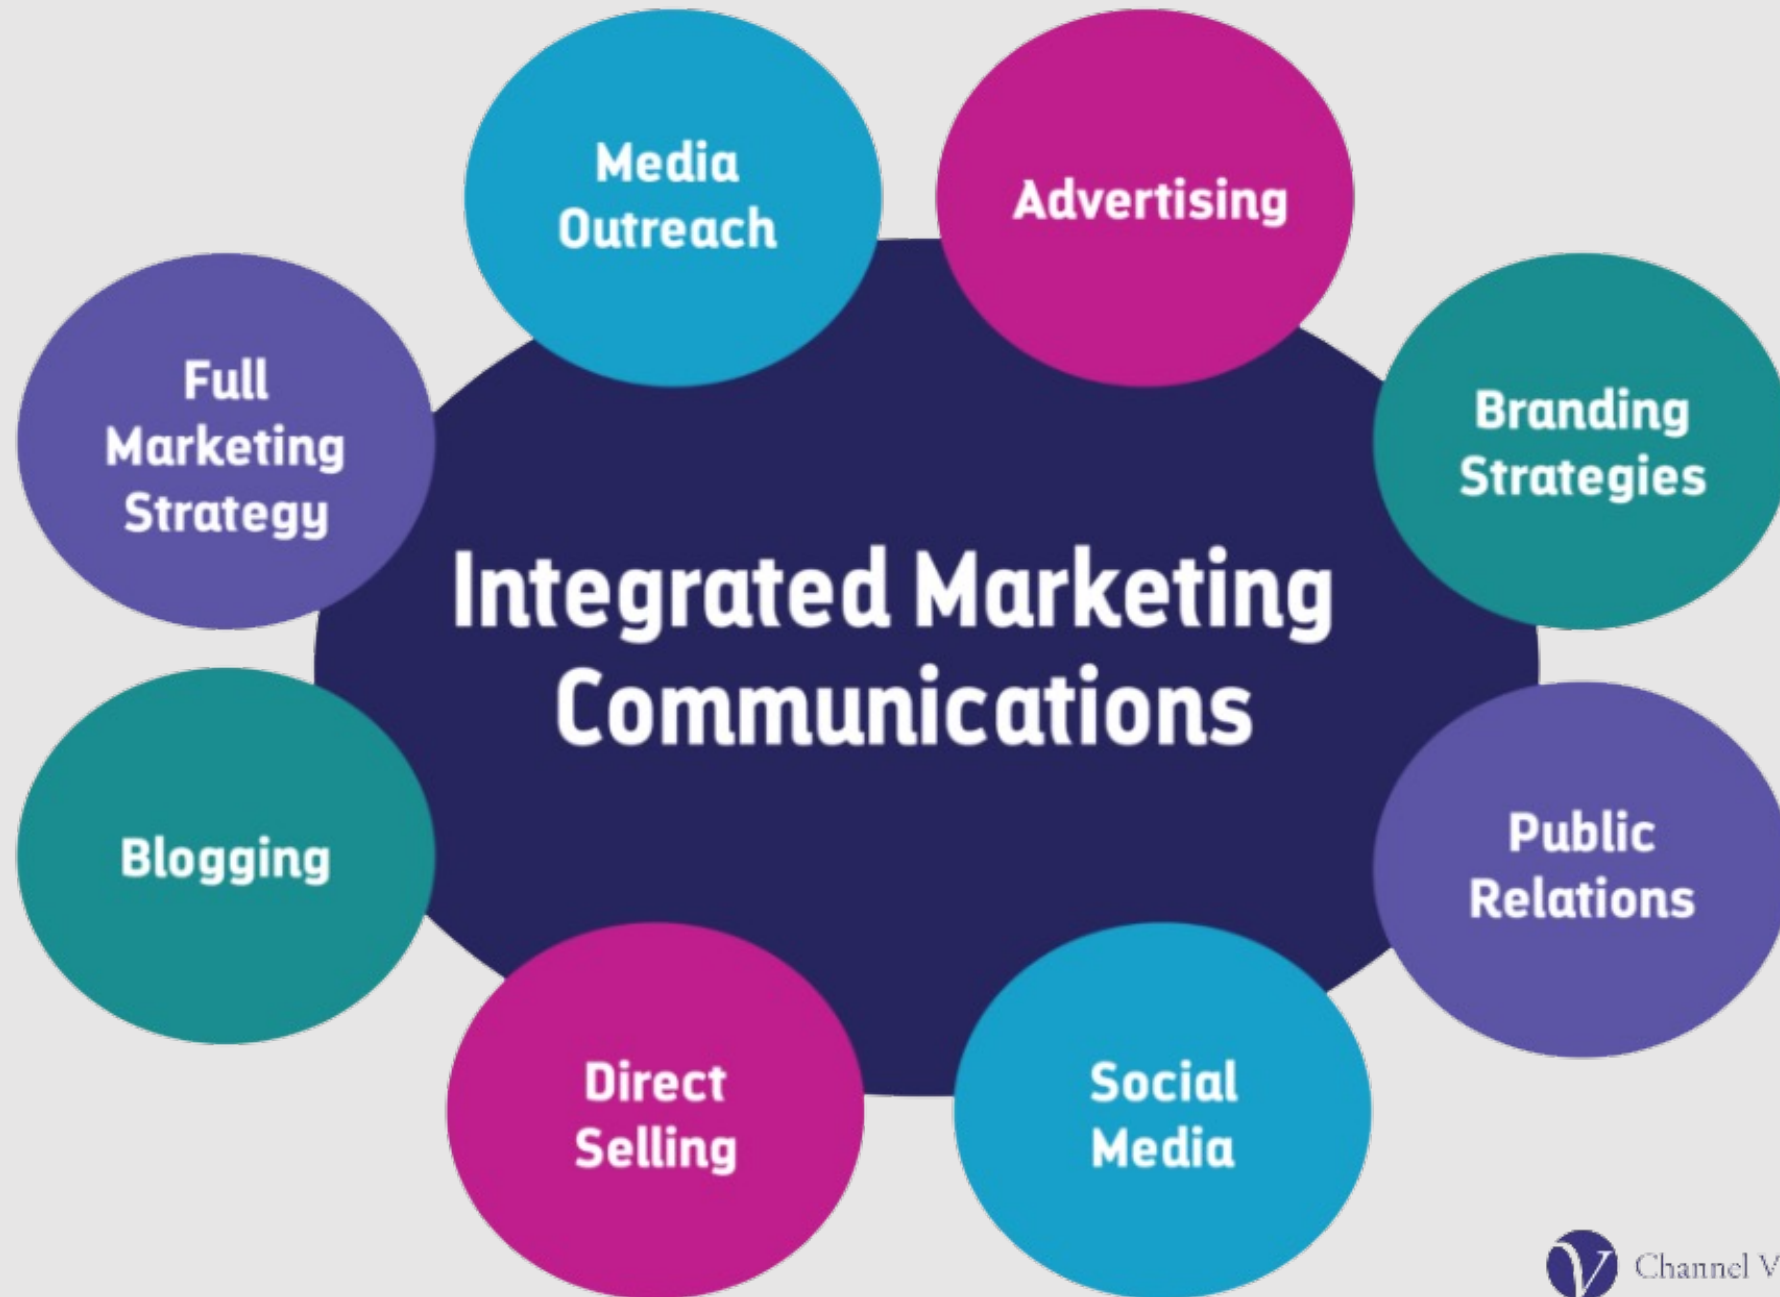 Media
Outreach
Advertising
Full
Marketing
Strategy
Branding
Strategies
Integrated Marketing
Communications
Blogging
Public
Relations
Direct
Selling
Social
Media
V Channel V